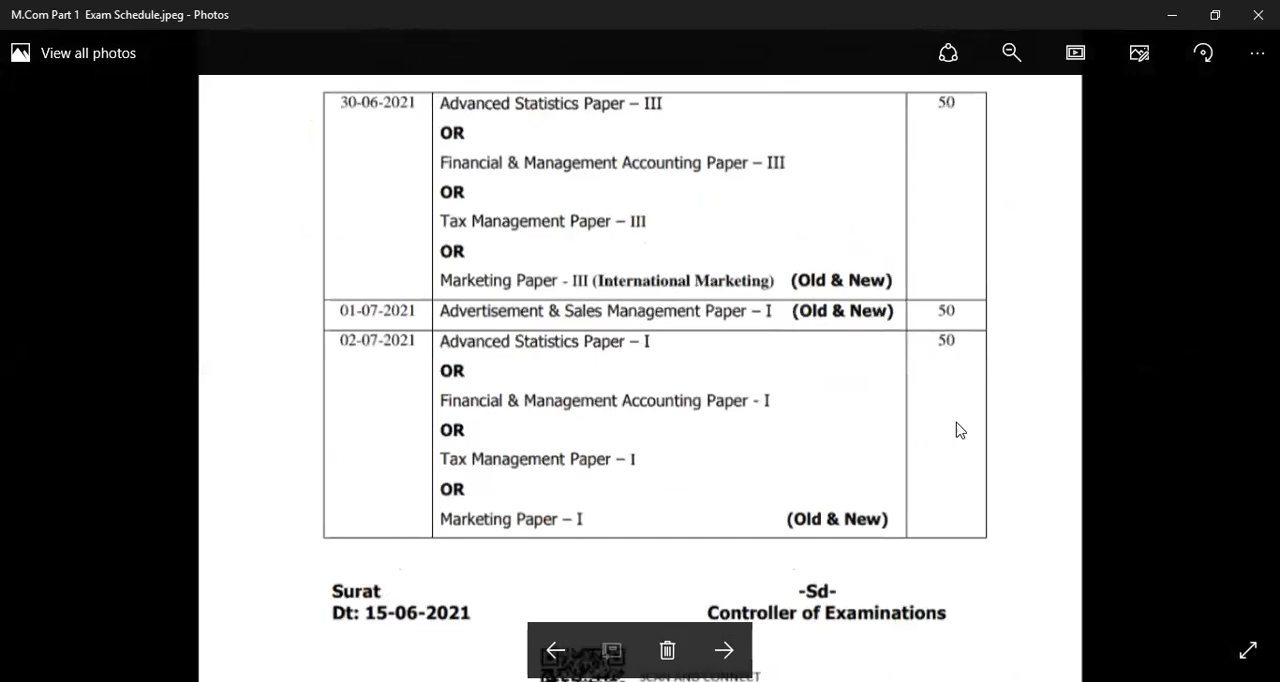 M.Com Part 1 Exam Schedule.jpeg - Photos
View all photos
30-06-2021 Advanced Statistics Paper – III 50
OR
Financial & Management Accounting Paper – III
OR
Tax Management Paper – III
OR
Marketing Paper - III (International Marketing) (Old & New)
01-07-2021 Advertisement & Sales Management Paper – I (Old & New) 50
02-07-2021 Advanced Statistics Paper – I 50
OR
Financial & Management Accounting Paper - I
OR
Tax Management Paper – I
OR
Marketing Paper – I (Old & New)
Surat -Sd-
Dt: 15-06-2021 Controller of Examinations
SCAN AND CONNECT